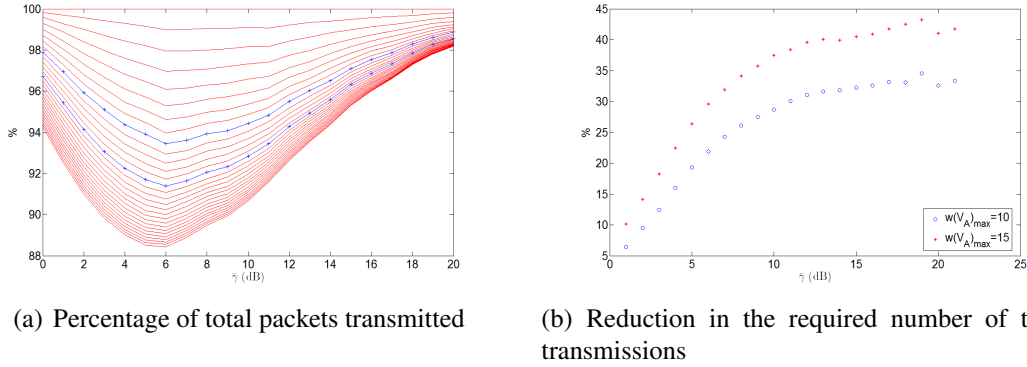 100
98
96
94
92
90
88
%
0 2 4 6 8 10 12 14 16 18 20
γ̄ (dB)
(a) Percentage of total packets transmitted
45
40
35
30
25
20
15
10
5
%
0 5 10 15 20 25
γ̄ (dB)
w(V_A)_max=10
w(V_A)_max=15
(b) Reduction in the required number of t
transmissions